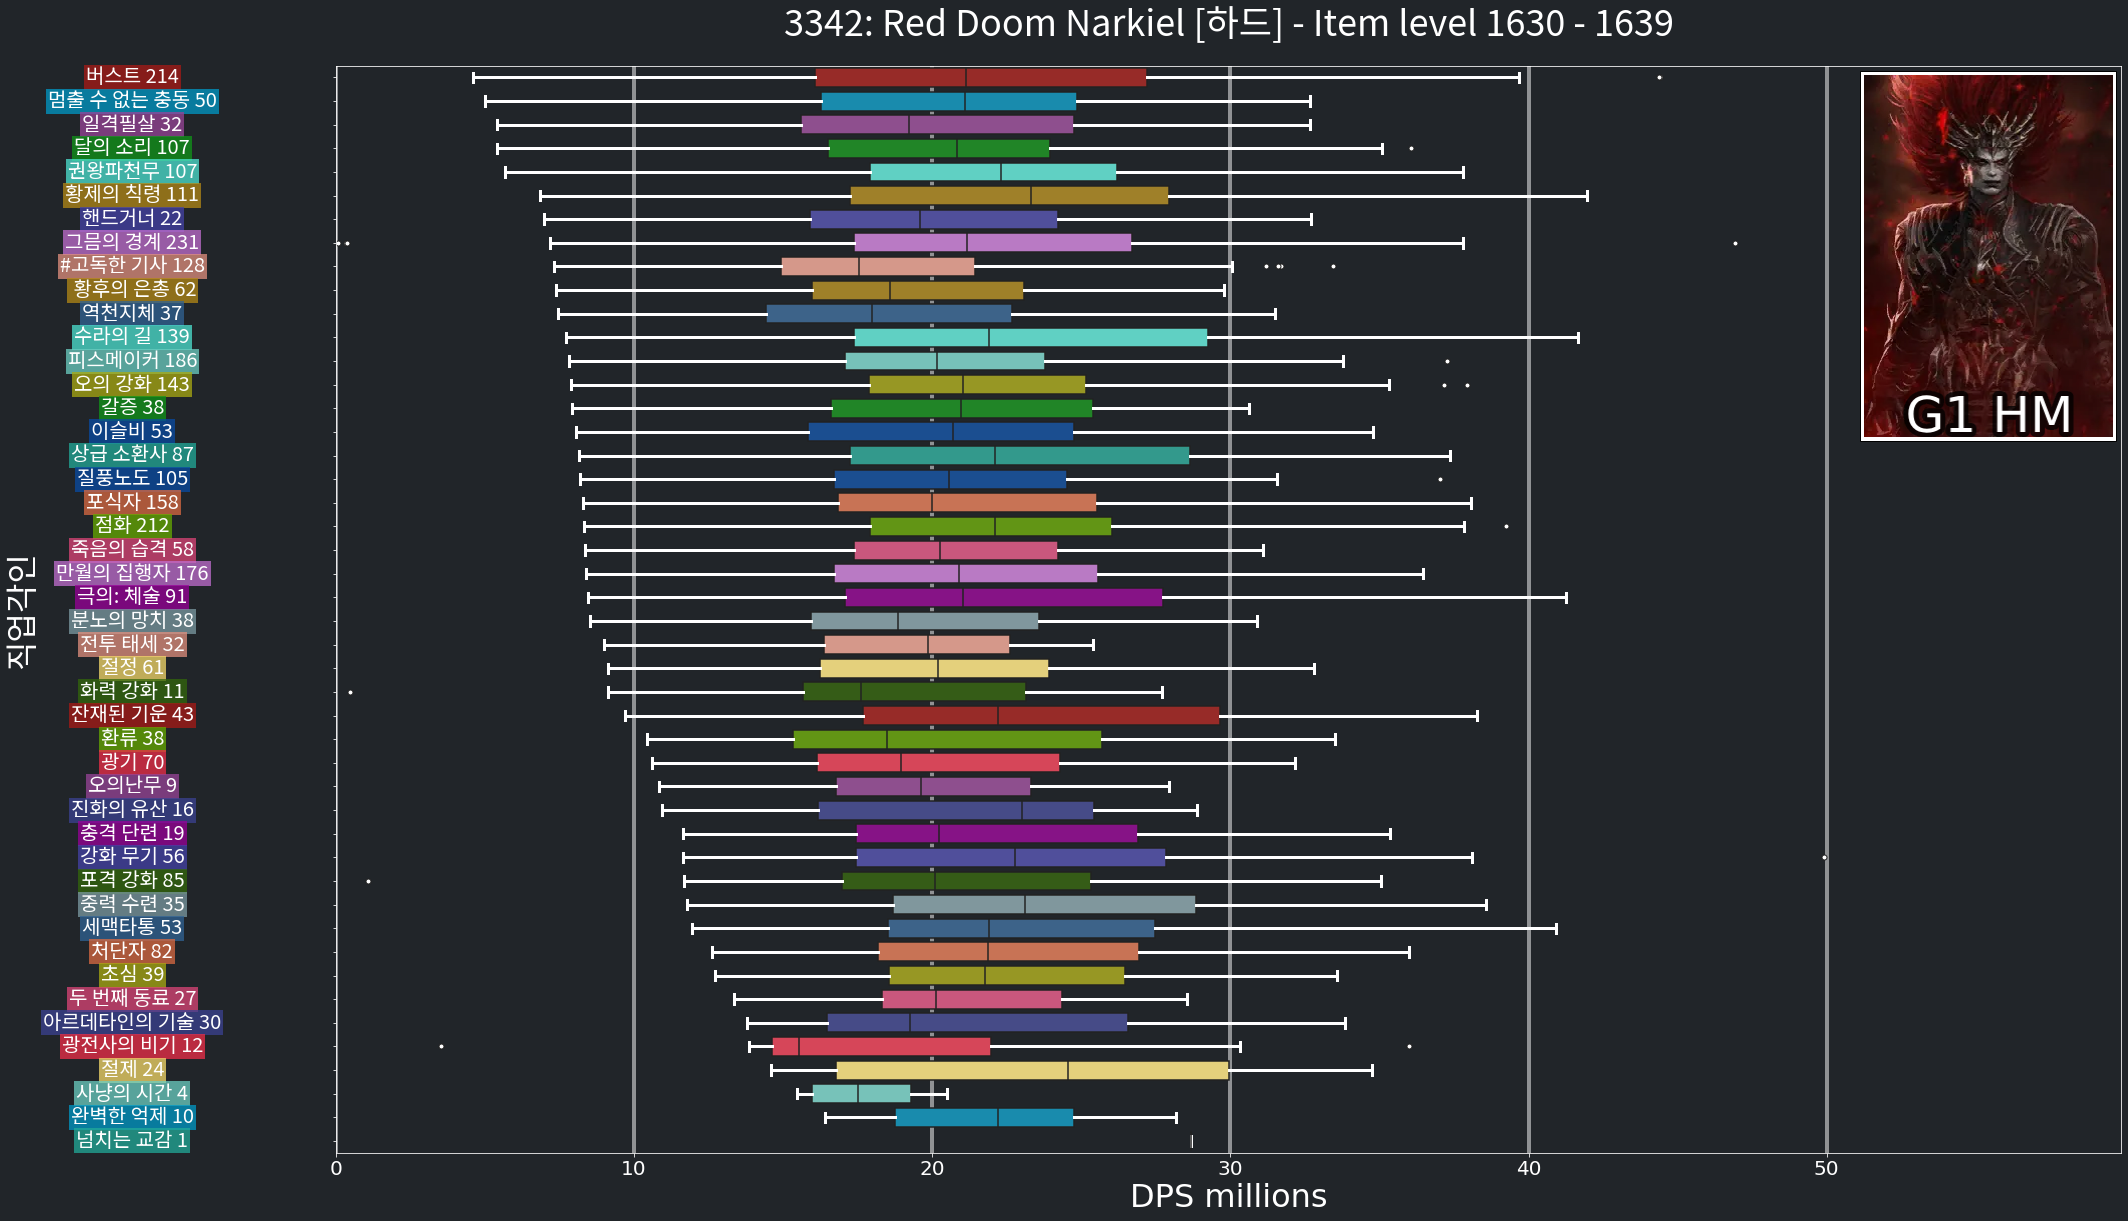 3342: Red Doom Narkiel [하드] - Item level 1630 - 1639
버스트 214
멈출 수 없는 충동 50
일격필살 32
달의 소리 107
권왕파천무 107
황제의 칙령 111
핸드거너 22
그믐의 경계 231
#고독한 기사 128
황후의 은총 62
역천지체 37
수라의 길 139
피스메이커 186
오의 강화 143
갈증 38
이슬비 53
상급 소환사 87
질풍노도 105
포식자 158
점화 212
죽음의 습격 58
만월의 집행자 176
극의: 체술 91
분노의 망치 38
전투 태세 32
절정 61
화력 강화 11
잔재된 기운 43
환류 38
광기 70
오의난무 9
진화의 유산 16
충격 단련 19
강화 무기 56
포격 강화 85
중력 수련 35
세맥타통 53
처단자 82
초심 39
두 번째 동료 27
아르데타인의 기술 30
광전사의 비기 12
절제 24
사냥의 시간 4
완벽한 억제 10
넘치는 교감 1
직업각인
G1 HM
0 10 20 30 40 50
DPS millions